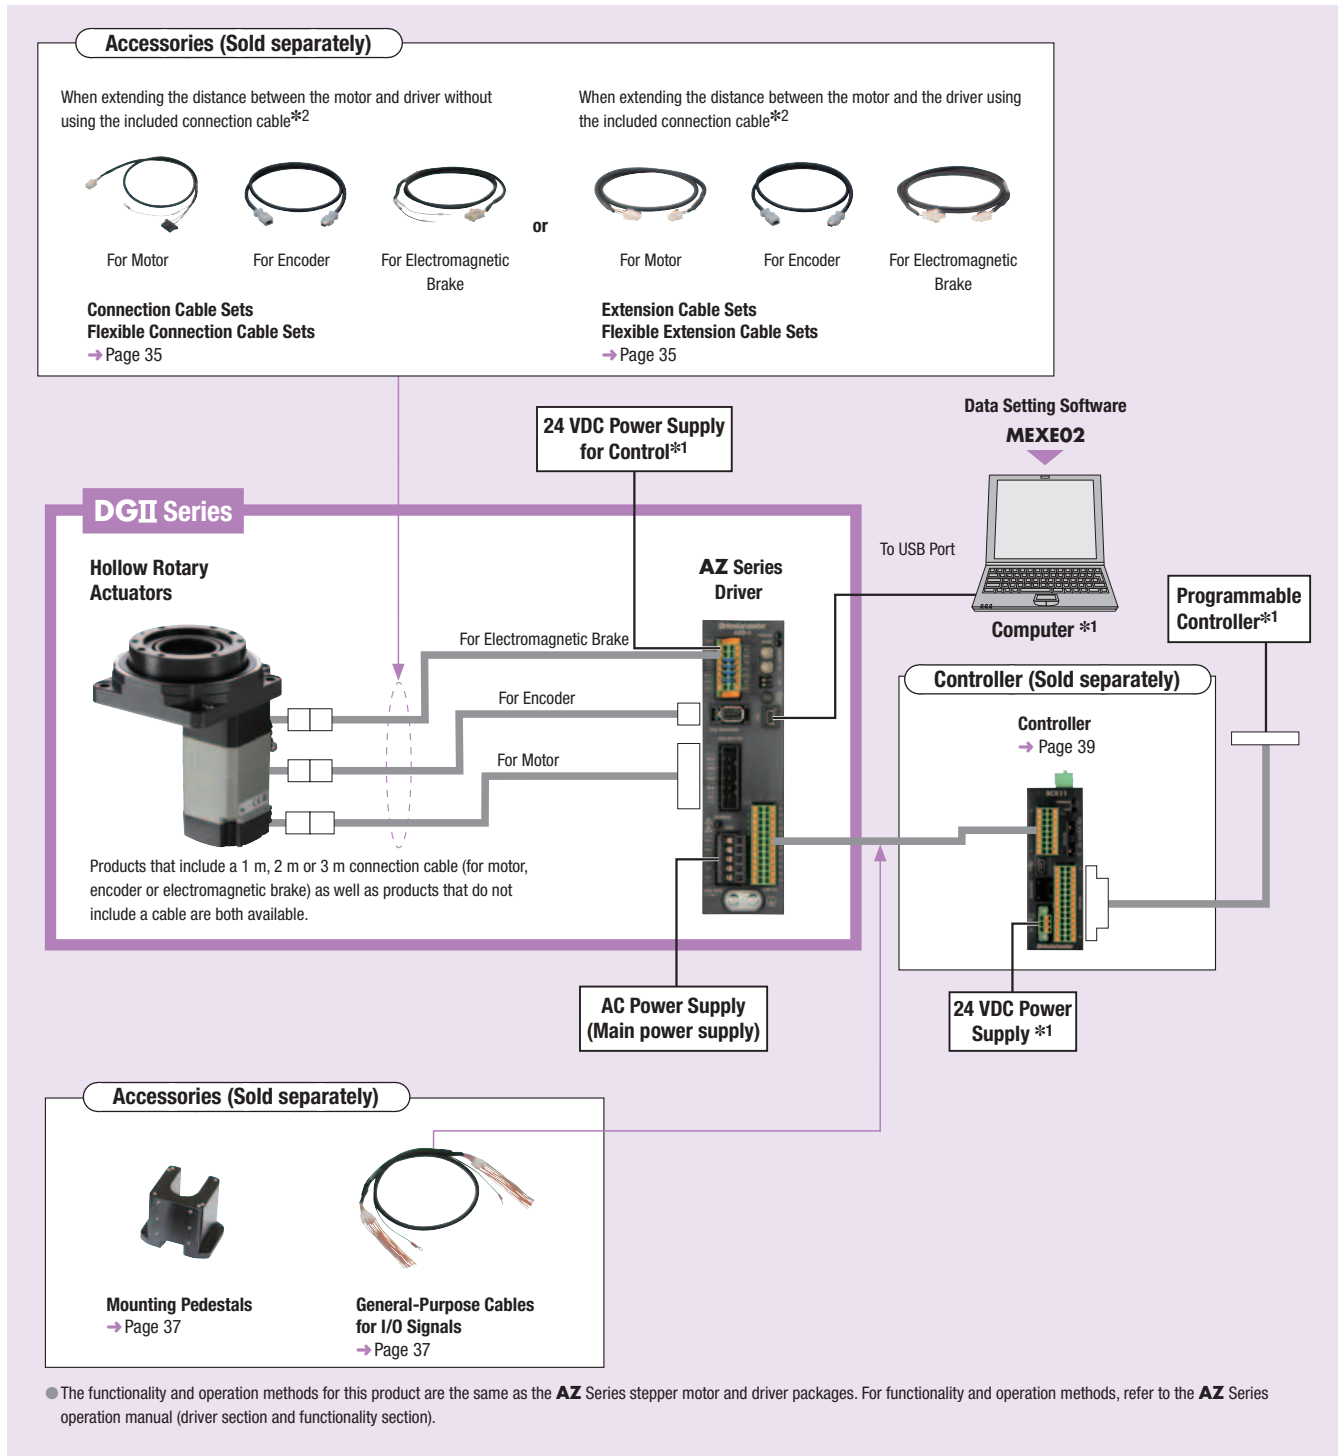 Accessories (Sold separately)
When extending the distance between the motor and driver without
using the included connection cable*2
When extending the distance between the motor and the driver using
the included connection cable*2
or
For Motor
For Encoder
For Electromagnetic
Brake
For Motor
For Encoder
For Electromagnetic
Brake
Connection Cable Sets
Flexible Connection Cable Sets
→ Page 35
Extension Cable Sets
Flexible Extension Cable Sets
→ Page 35
24 VDC Power Supply
for Control*1
Data Setting Software
MEXE02
DGII Series
To USB Port
Hollow Rotary
Actuators
AZ Series
Driver
Programmable
Controller*1
Computer *1
For Electromagnetic Brake
For Encoder
For Motor
Controller (Sold separately)
Controller
→ Page 39
SCX11
Products that include a 1 m, 2 m or 3 m connection cable (for motor,
encoder or electromagnetic brake) as well as products that do not
include a cable are both available.
AC Power Supply
(Main power supply)
24 VDC Power
Supply *1
Accessories (Sold separately)
Mounting Pedestals
→ Page 37
General-Purpose Cables
for I/O Signals
→ Page 37
● The functionality and operation methods for this product are the same as the AZ Series stepper motor and driver packages. For functionality and operation methods, refer to the AZ Series
operation manual (driver section and functionality section).